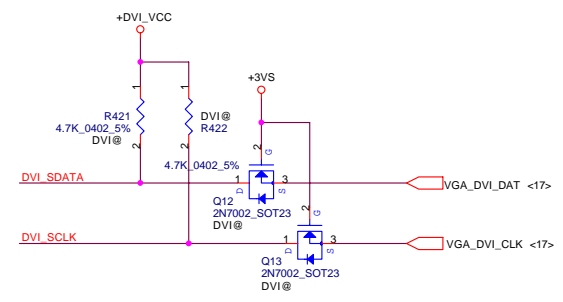 +DVI_VCC
+3VS
1
1
R421
4.7K_0402_5%
DVI@
DVI@
R422
2
2
4.7K_0402_5%
2
G
DVI_SDATA
1
3
D
S
VGA_DVI_DAT <17>
Q12
2N7002_SOT23
DVI@
2
G
DVI_SCLK
1
3
D
S
VGA_DVI_CLK <17>
Q13
2N7002_SOT23
DVI@